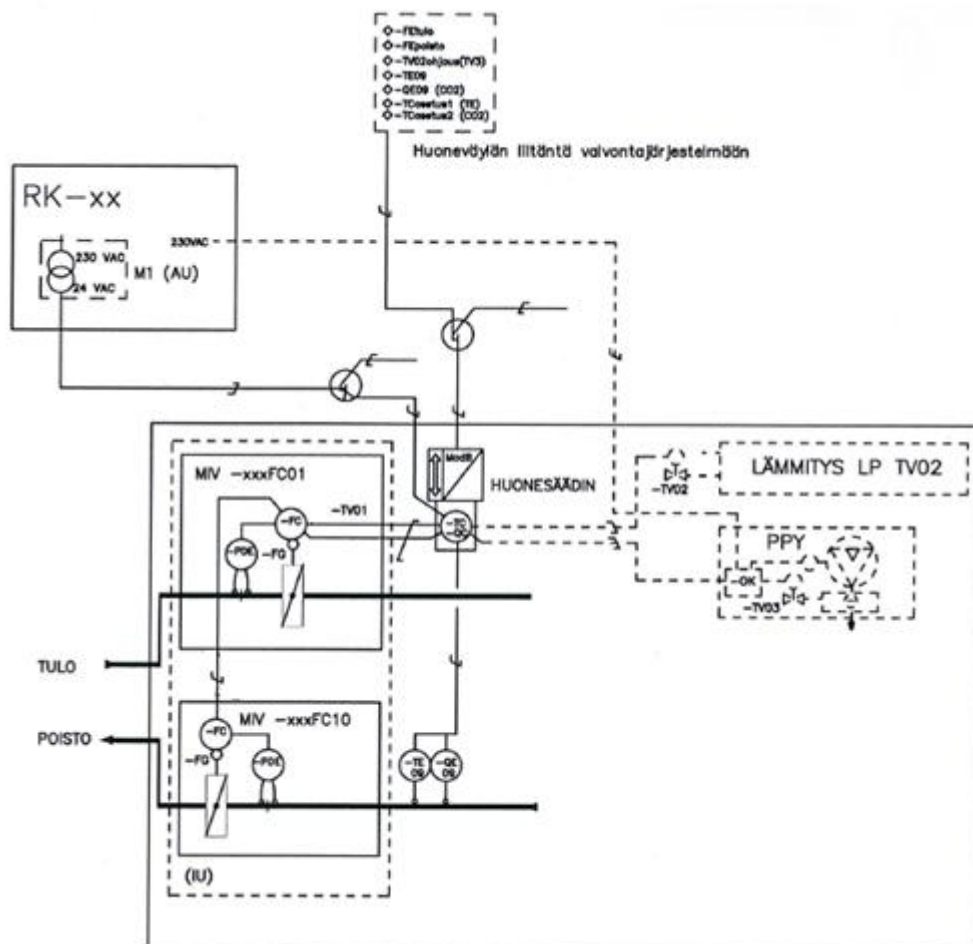 -FEtulo
-FEpoisto
-TV02ohjaus(TV3)
-TE09
-QE09 (CO2)
-TCasetus1 (TE)
-TCasetus2 (CO2)
Huoneväylän liitäntä valvontajärjestelmään
RK-xx
230VAC
230 VAC
M1 (AU)
24 VAC
ModB
HUONESÄÄDIN
MIV -xxxFC01
-FC
-TV01
-PDE
-FG
-TE
-TV02
LÄMMITYS LP TV02
PPY
-OK
-TV03
TULO
MIV -xxxFC10
POISTO
-FC
-FG
-PDE
-TE
09
-QE
09
(IU)